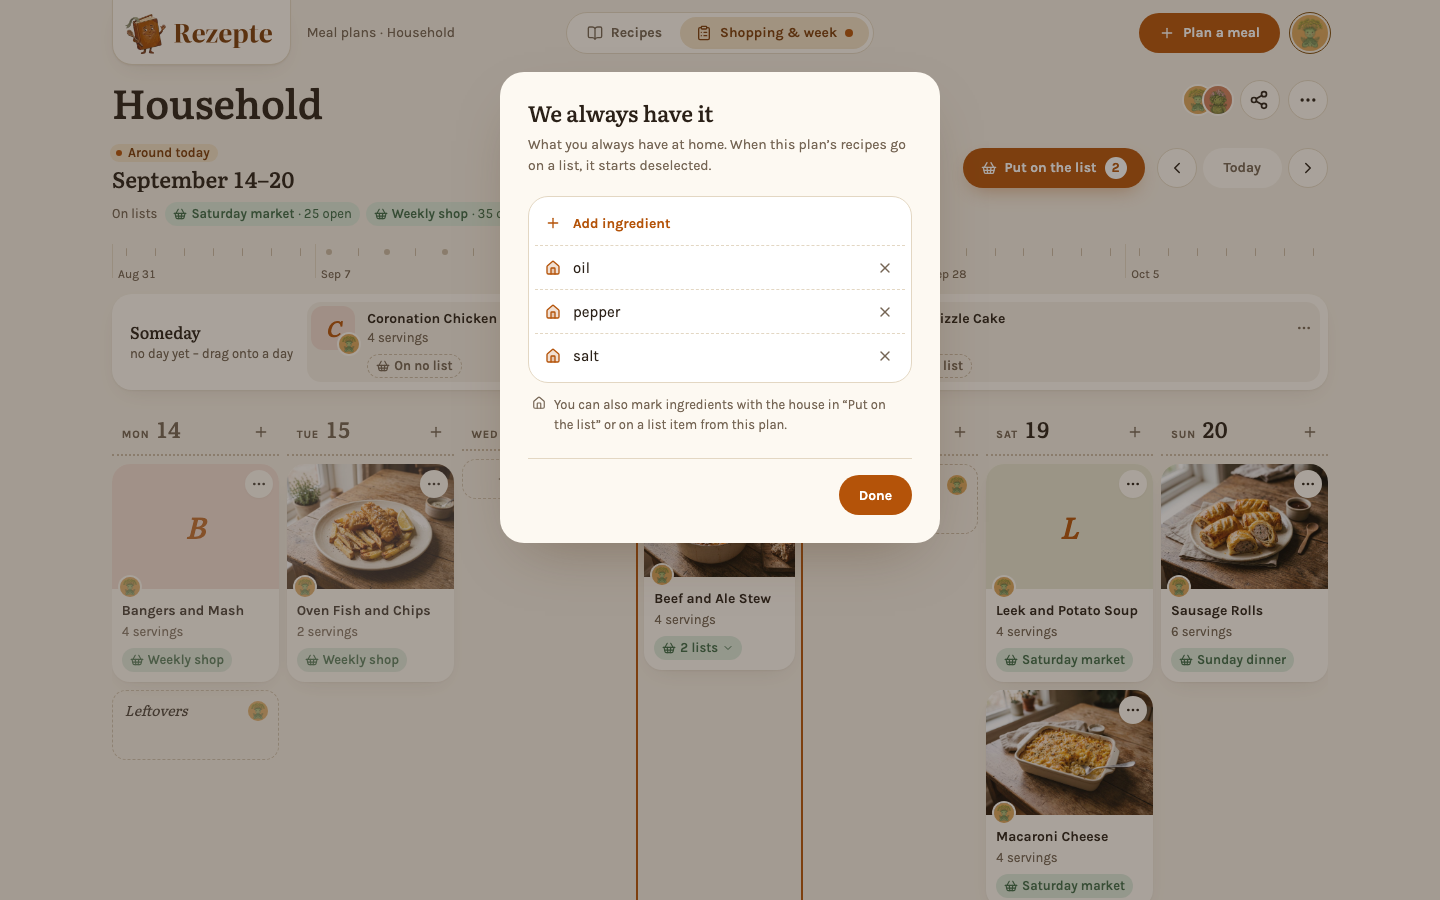 Rezepte
Meal plans · Household
Recipes
Shopping & week
Plan a meal
Household
Around today
September 14–20
Put on the list 2
Today
On lists
Saturday market · 25 open
Weekly shop · 35
Aug 31
Sep 7
28
Oct 5
Someday
no day yet – drag onto a day
C
Coronation Chicken
4 servings
On no list
Cake
list
We always have it
What you always have at home. When this plan’s recipes go
on a list, it starts deselected.
Add ingredient
oil
pepper
salt
You can also mark ingredients with the house in “Put on
the list” or on a list item from this plan.
Done
MON 14
TUE 15
WED
SAT 19
SUN 20
B
Bangers and Mash
4 servings
Weekly shop
Leftovers
Oven Fish and Chips
2 servings
Weekly shop
Beef and Ale Stew
4 servings
2 lists
L
Leek and Potato Soup
4 servings
Saturday market
Macaroni Cheese
4 servings
Saturday market
Sausage Rolls
6 servings
Sunday dinner